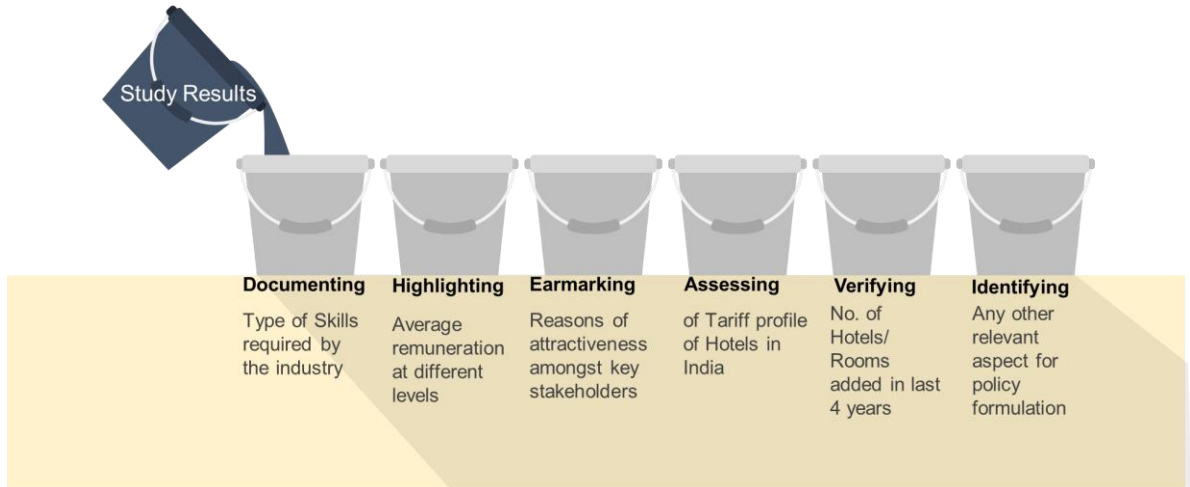 Study Results
Documenting
Type of Skills
required by
the industry
Highlighting
Average
remuneration
at different
levels
Earmarking
Reasons of
attractiveness
amongst key
stakeholders
Assessing
of Tariff profile
of Hotels in
India
Verifying
No. of
Hotels/
Rooms
added in last
4 years
Identifying
Any other
relevant
aspect for
policy
formulation